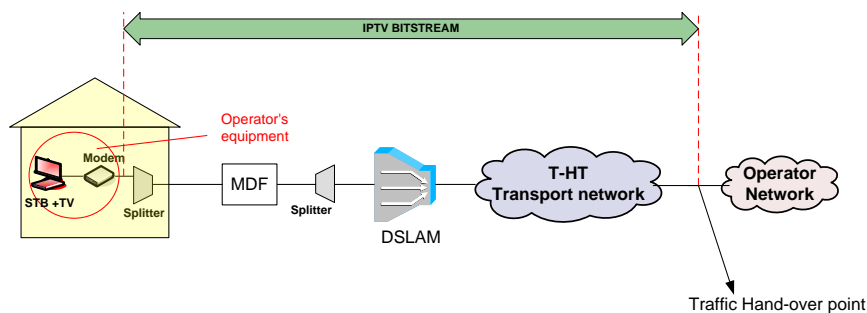 IPTV BITSTREAM
Operator's
equipment
Modem
STB +TV
Splitter
MDF
Splitter
DSLAM
T-HT
Transport network
Operator
Network
Traffic Hand-over point